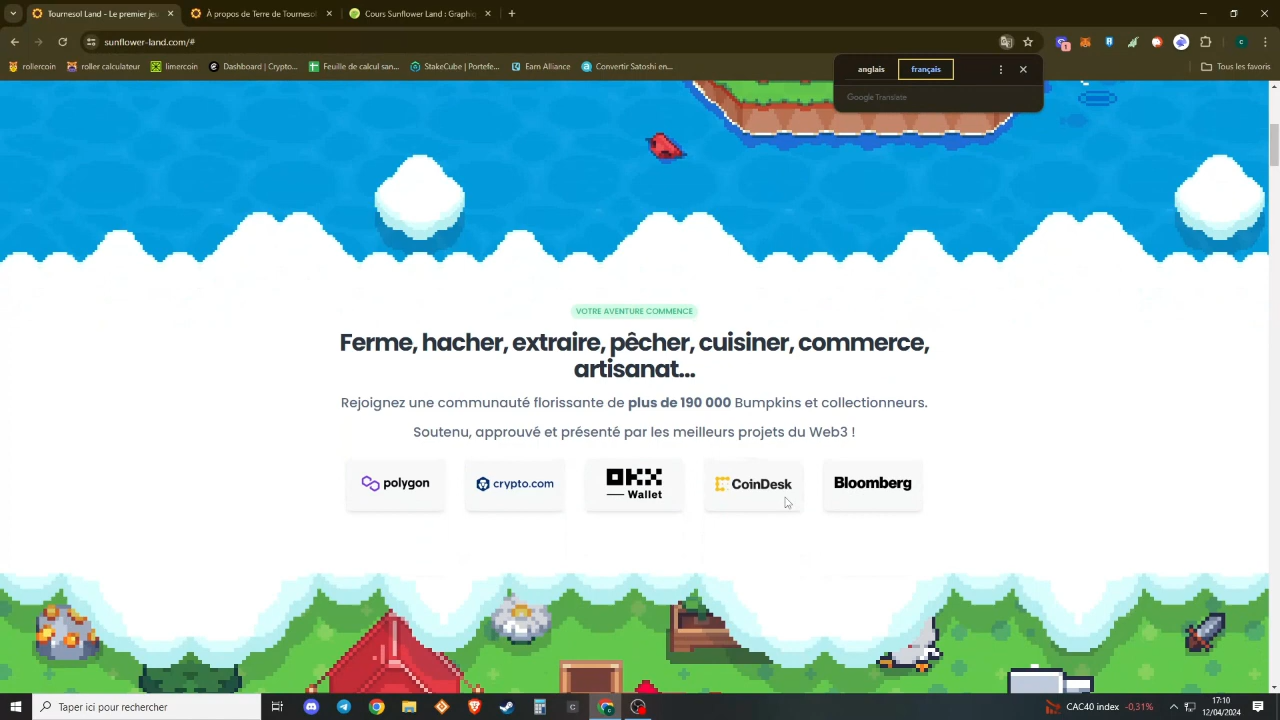 Tournesol Land - Le premier jeu
À propos de Terre de Tournesol
Cours Sunflower Land : Graphiq
sunflower-land.com/#
rollercoin
roller calculateur
limercoin
Dashboard | Crypto...
Feuille de calcul san...
StakeCube | Portefe...
Earn Alliance
Convertir Satoshi en...
Tous les favoris
anglais
français
Google Translate
VOTRE AVENTURE COMMENCE
Ferme, hacher, extraire, pêcher, cuisiner, commerce,
artisanat...
Rejoignez une communauté florissante de plus de 190 000 Bumpkins et collectionneurs.
Soutenu, approuvé et présenté par les meilleurs projets du Web3 !
polygon
crypto.com
OKX
Wallet
CoinDesk
Bloomberg
Taper ici pour rechercher
CAC40 index -0,31%
17:10
12/04/2024